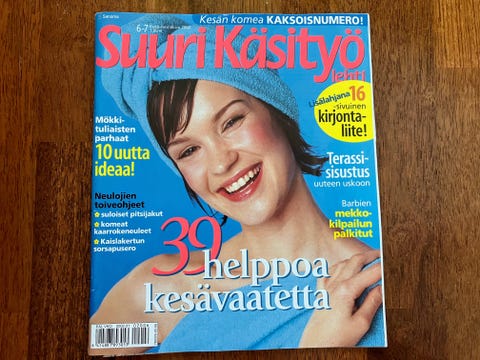 Sanoma
Kesän komea KAKSOISNUMERO!
6-7
Suuri Käsityö
lehti
Lisälahjana 16
-sivuinen
kirjonta-
liite!
Mökki-
tuliaisten
parhaat
10 uutta
ideaa!
Terassi-
sisustus
uuteen uskoon
Neulojien
toiveohjeet
suloiset pitsijakut
komeat
kaarrokeneuleet
Kaislakertun
sorsapusero
Barbien
mekko-
kilpailun
palkitut
39 helppoa
kesävaatetta